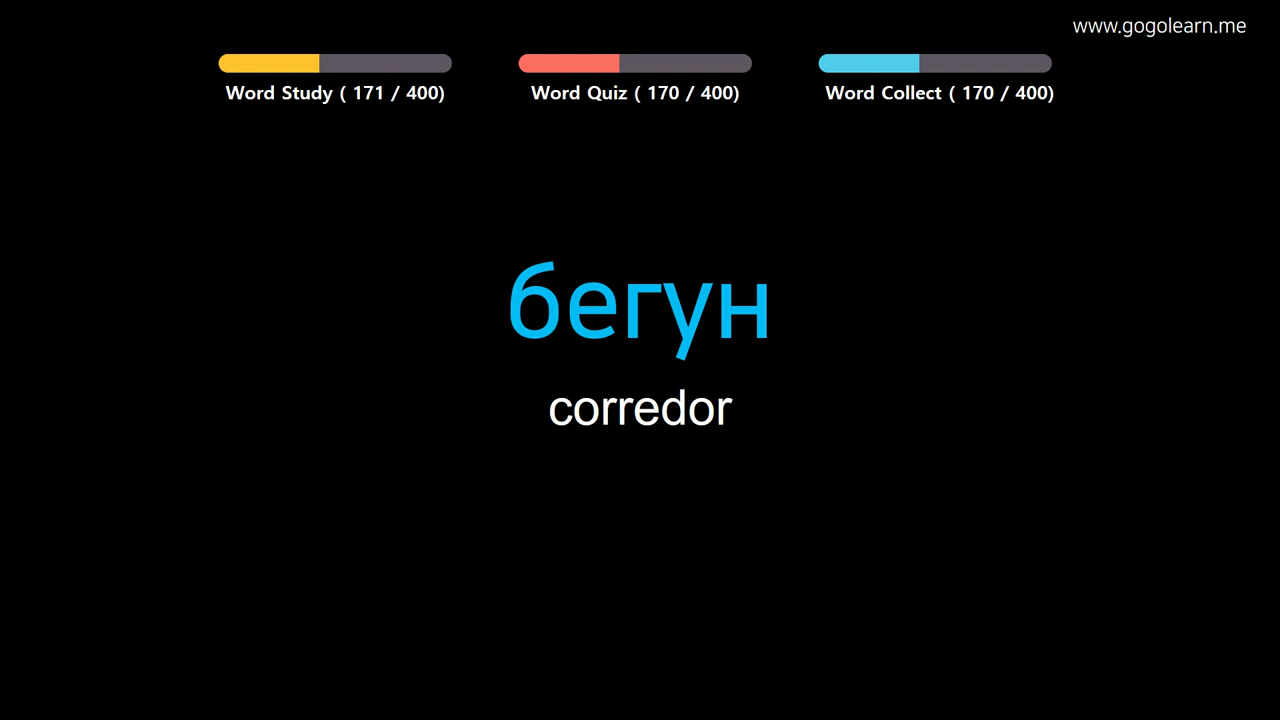 www.gogolearn.me
Word Study ( 171 / 400)
Word Quiz ( 170 / 400)
Word Collect ( 170 / 400)
бегун
corredor